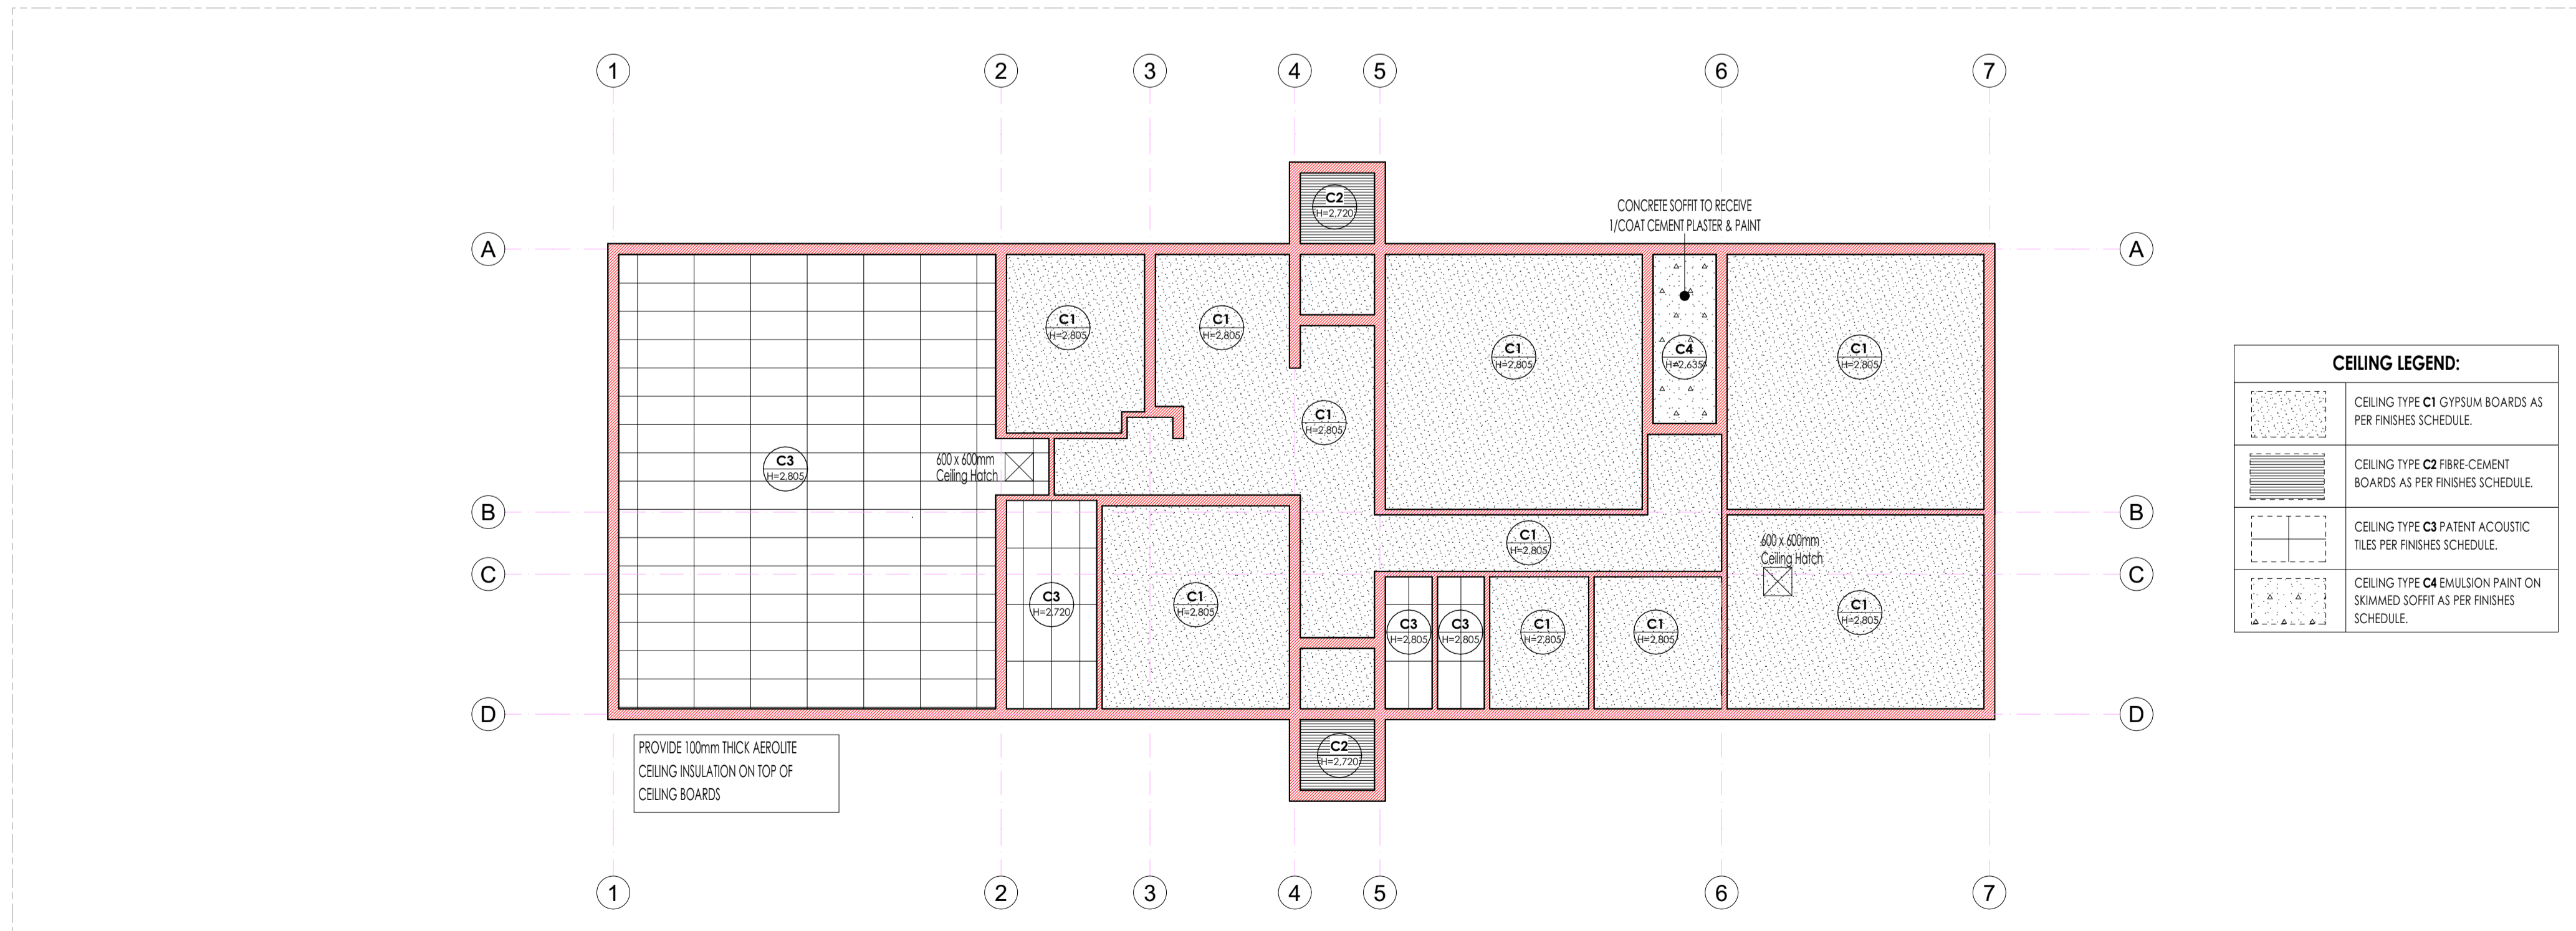 1
2
3
4
5
6
7
C2
H=2,720
CONCRETE SOFFIT TO RECEIVE
1/COAT CEMENT PLASTER & PAINT
A
A
C1
H=2,805
C1
H=2,805
C1
H=2,805
C4
H=2,635
C1
H=2,805
C1
H=2,805
C3
H=2,805
600 x 600mm
Ceiling Hatch
B
B
C1
H=2,805
600 x 600mm
Ceiling Hatch
C
C
C3
H=2,720
C1
H=2,805
C3
H=2,805
C3
H=2,805
C1
H=2,805
C1
H=2,805
C1
H=2,805
D
D
C2
H=2,720
PROVIDE 100mm THICK AEROLITE
CEILING INSULATION ON TOP OF
CEILING BOARDS
1
2
3
4
5
6
7
CEILING LEGEND:
CEILING TYPE C1 GYPSUM BOARDS AS
PER FINISHES SCHEDULE.
CEILING TYPE C2 FIBRE-CEMENT
BOARDS AS PER FINISHES SCHEDULE.
CEILING TYPE C3 PATENT ACOUSTIC
TILES PER FINISHES SCHEDULE.
CEILING TYPE C4 EMULSION PAINT ON
SKIMMED SOFFIT AS PER FINISHES
SCHEDULE.